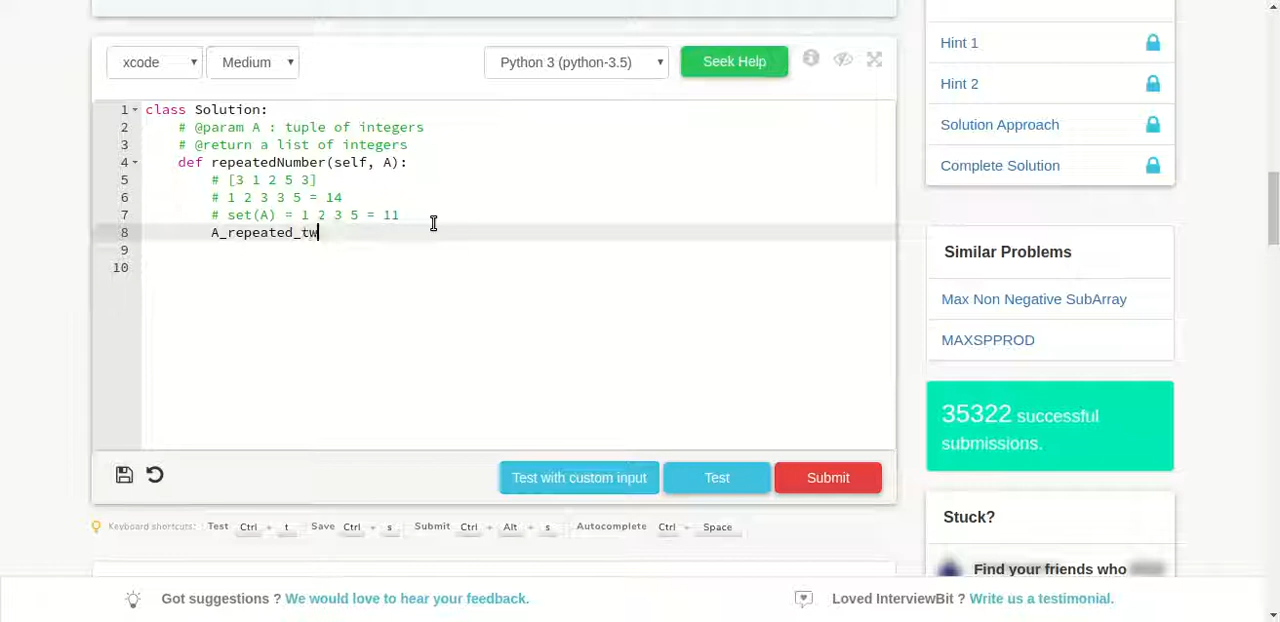 Hint 1
Hint 2
Solution Approach
Complete Solution
xcode
Medium
Python 3 (python-3.5)
Seek Help
1 class Solution:
2 # @param A : tuple of integers
3 # @return a list of integers
4 def repeatedNumber(self, A):
5 # [3 1 2 5 3]
6 # 1 2 3 3 5 = 14
7 # set(A) = 1 2 3 5 = 11
8 A_repeated_tw
9
10
Similar Problems
Max Non Negative SubArray
MAXSPPROD
35322 successful
submissions.
Test with custom input
Test
Submit
Keyboard shortcuts: Test Ctrl + t Save Ctrl + s Submit Ctrl + Alt + s Autocomplete Ctrl + Space
Stuck?
Find your friends who
Got suggestions ? We would love to hear your feedback.
Loved InterviewBit ? Write us a testimonial.